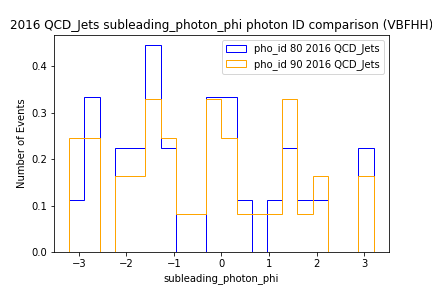 2016 QCD_Jets subleading_photon_phi photon ID comparison (VBFHH)
pho_id 80 2016 QCD_Jets
pho_id 90 2016 QCD_Jets
Number of Events
0.4
0.3
0.2
0.1
0.0
−3 −2 −1 0 1 2 3
subleading_photon_phi